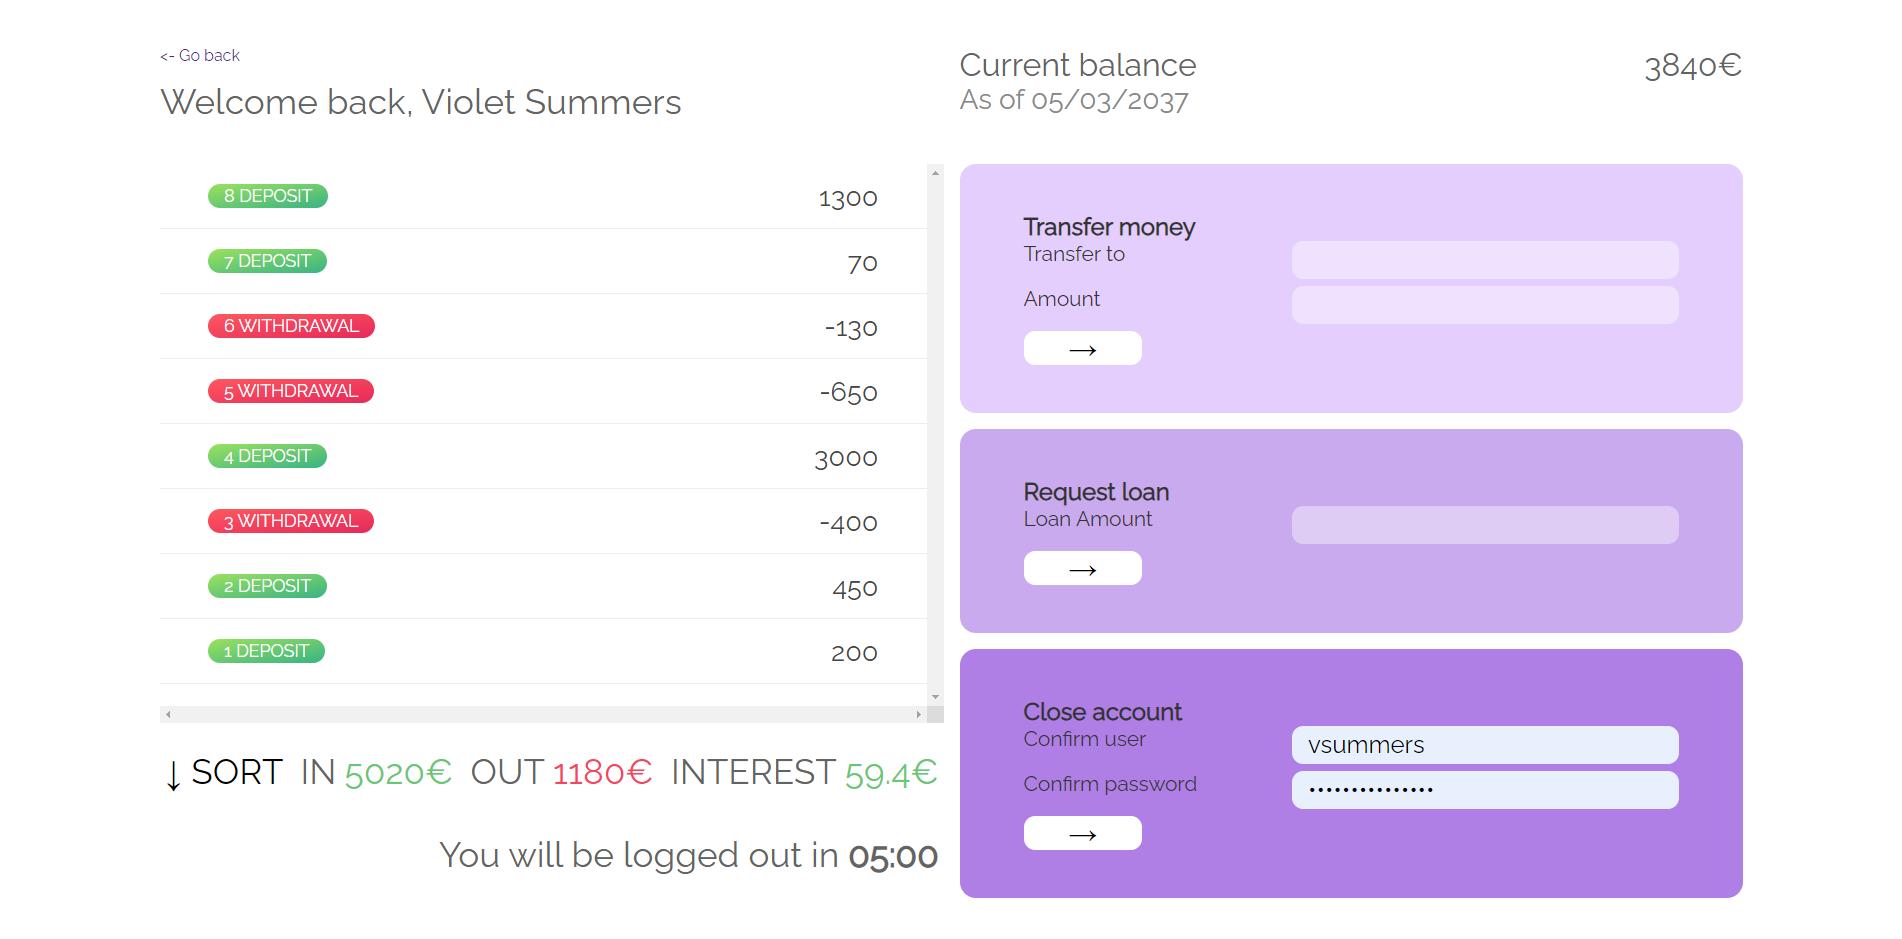 <- Go back
Welcome back, Violet Summers
Current balance
3840€
As of 05/03/2037
8 DEPOSIT
1300
7 DEPOSIT
70
6 WITHDRAWAL
-130
5 WITHDRAWAL
-650
4 DEPOSIT
3000
3 WITHDRAWAL
-400
2 DEPOSIT
450
1 DEPOSIT
200
↓ SORT IN 5020€ OUT 1180€ INTEREST 59.4€
You will be logged out in 05:00
Transfer money
Transfer to
Amount
→
Request loan
Loan Amount
→
Close account
Confirm user
vsummers
Confirm password
•••••••••••••••
→